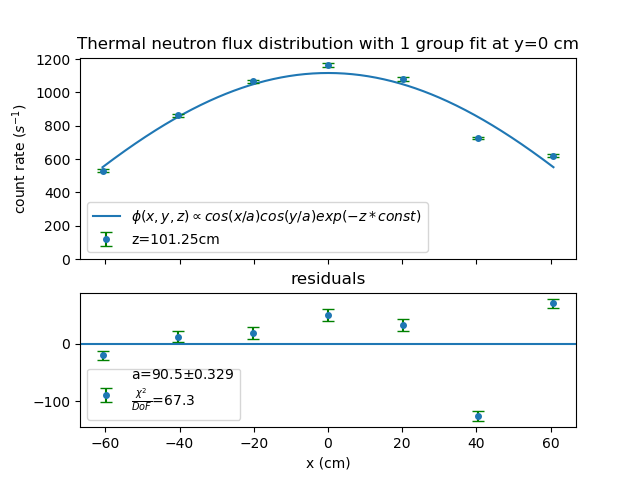 Thermal neutron flux distribution with 1 group fit at y=0 cm
1200
1000
800
600
400
200
0
count rate (s⁻¹)
ϕ(x, y, z) ∝ cos(x/a)cos(y/a)exp(−z * const)
z=101.25cm
residuals
0
−100
a=90.5±0.329
χ²/DoF=67.3
−60 −40 −20 0 20 40 60
x (cm)